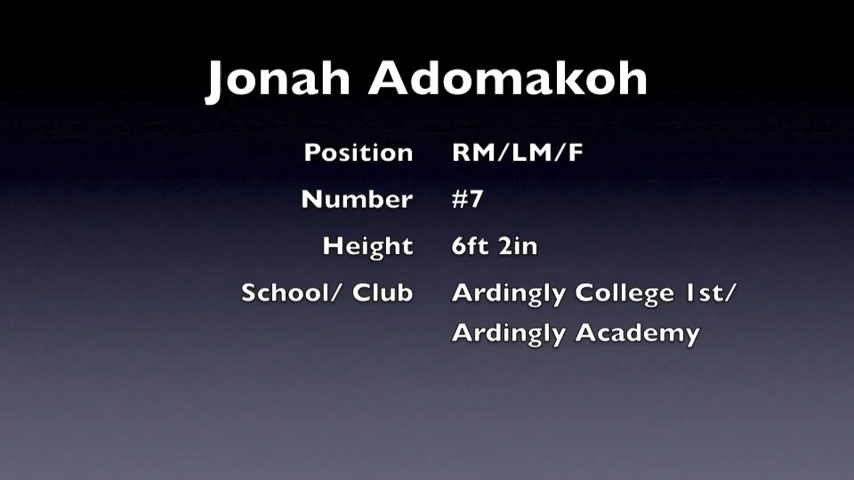 Jonah Adomakoh
Position RM/LM/F
Number #7
Height 6ft 2in
School/ Club Ardingly College 1st/
Ardingly Academy